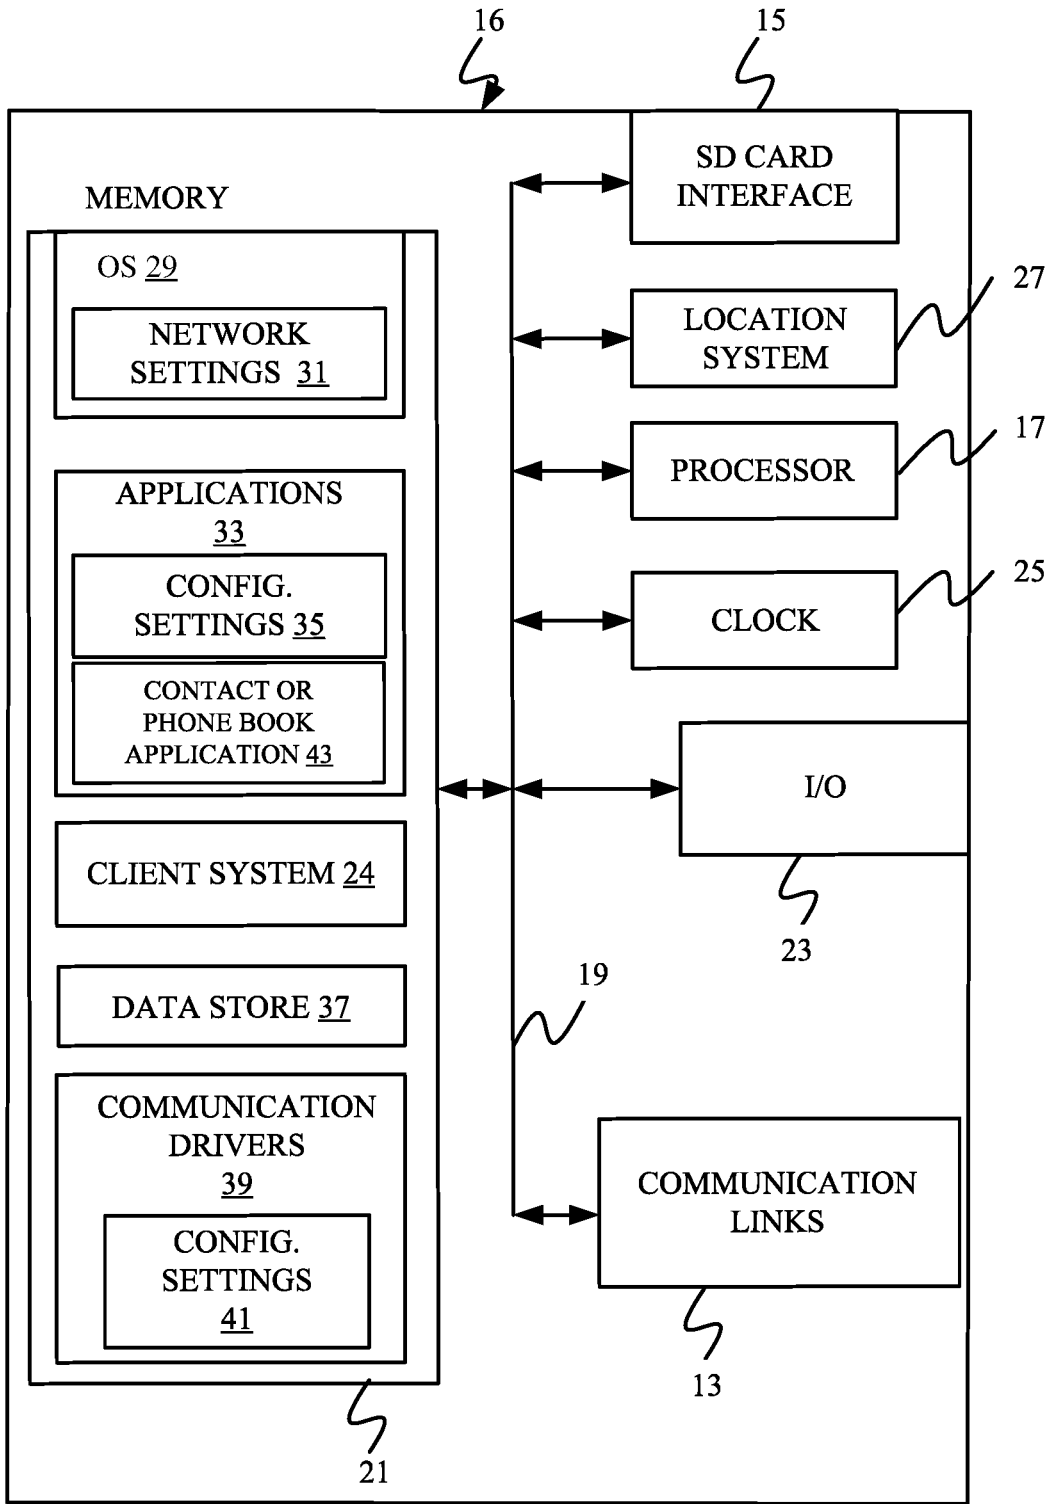 16
15
SD CARD
INTERFACE
MEMORY
OS 29
NETWORK
SETTINGS 31
27
LOCATION
SYSTEM
17
PROCESSOR
APPLICATIONS
33
CONFIG.
SETTINGS 35
CONTACT OR
PHONE BOOK
APPLICATION 43
25
CLOCK
I/O
23
CLIENT SYSTEM 24
DATA STORE 37
19
COMMUNICATION
DRIVERS
39
CONFIG.
SETTINGS
41
COMMUNICATION
LINKS
13
21